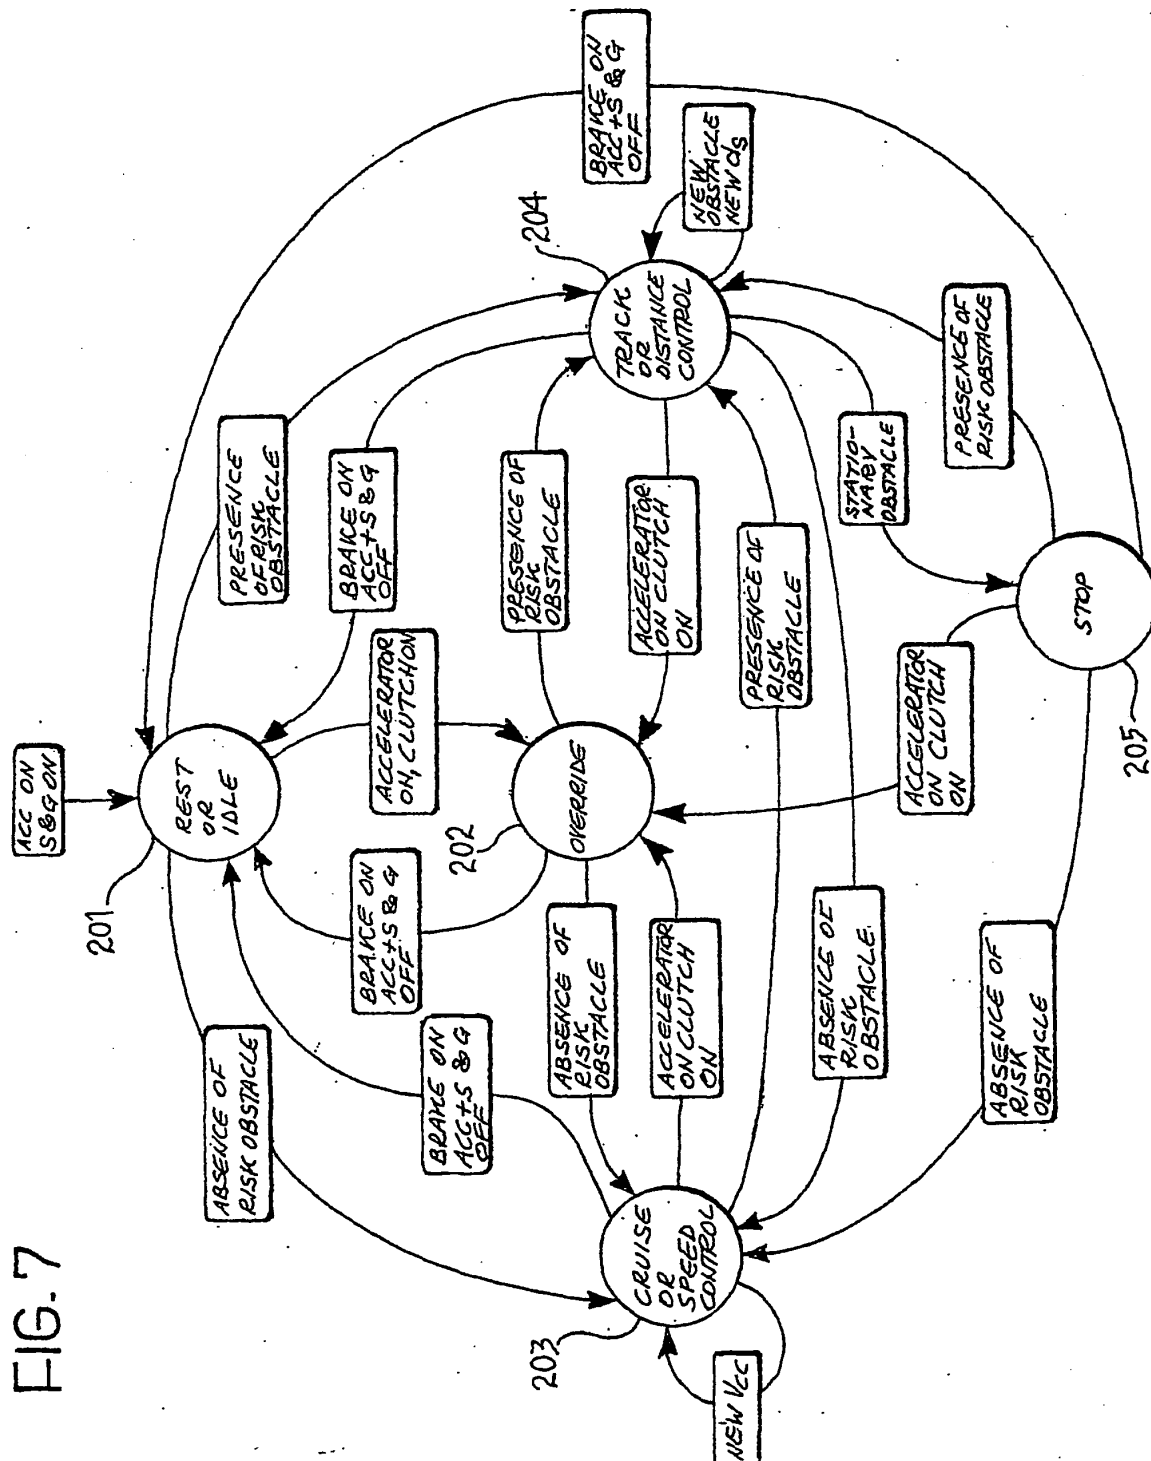 FIG. 7
ACC ON
S&G ON
201
REST
OR
IDLE
PRESENCE
OF RISK
OBSTACLE
BRAKE ON
ACC+S&G
OFF
BRAKE ON
ACC+S&G
OFF
ABSENCE OF
RISK OBSTACLE
BRAKE ON
ACC+S&G
OFF
BRAKE ON
ACC+S&G
OFF
ACCELERATOR
ON, CLUTCH ON
202
OVERRIDE
PRESENCE OF
RISK
OBSTACLE
ACCELERATOR
ON CLUTCH
ON
ABSENCE OF
RISK
OBSTACLE
ACCELERATOR
ON CLUTCH
ON
204
TRACK
OR
DISTANCE
CONTROL
NEW
OBSTACLE
NEW dS
203
CRUISE
OR
SPEED
CONTROL
NEW VCC
PRESENCE OF
RISK
OBSTACLE
ABSENCE OF
RISK
OBSTACLE
STATIO-
NARY
OBSTACLE
PRESENCE OF
RISK OBSTACLE
ACCELERATOR
ON CLUTCH
ON
ABSENCE OF
RISK
OBSTACLE
STOP
205